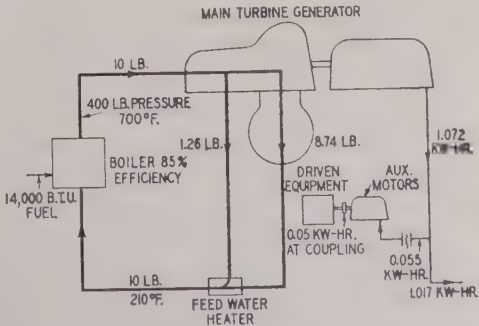 MAIN TURBINE GENERATOR
10 LB.
400 LB. PRESSURE
700°F.
1.26 LB.
8.74 LB.
1.072
KW-HR.
BOILER 85%
EFFICIENCY
14,000 B.T.U.
FUEL
DRIVEN
EQUIPMENT
AUX.
MOTORS
0.05 KW-HR.
AT COUPLING
0.055
KW-HR.
1.017 KW-HR.
10 LB.
210°F.
FEED WATER
HEATER